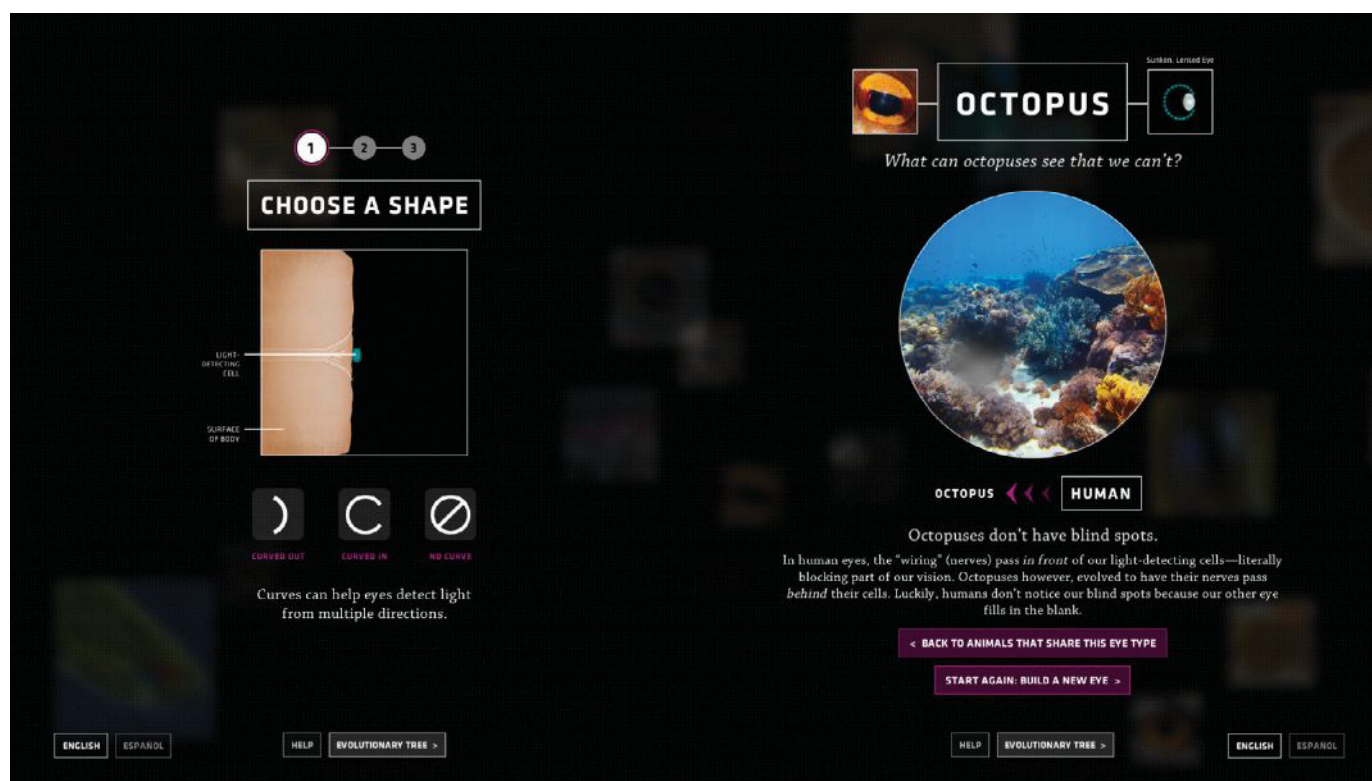 1 2 3
CHOOSE A SHAPE
LIGHT-
DETECTING
CELL
SURFACE
OF BODY
CURVED OUT CURVED IN NO CURVE
Curves can help eyes detect light
from multiple directions.
ENGLISH ESPAÑOL
HELP EVOLUTIONARY TREE >
Sunken, Lensed Eye
OCTOPUS
What can octopuses see that we can't?
OCTOPUS HUMAN
Octopuses don't have blind spots.
In human eyes, the "wiring" (nerves) pass in front of our light-detecting cells—literally
blocking part of our vision. Octopuses however, evolved to have their nerves pass
behind their cells. Luckily, humans don't notice our blind spots because our other eye
fills in the blank.
< BACK TO ANIMALS THAT SHARE THIS EYE TYPE
START AGAIN: BUILD A NEW EYE >
HELP EVOLUTIONARY TREE >
ENGLISH ESPAÑOL